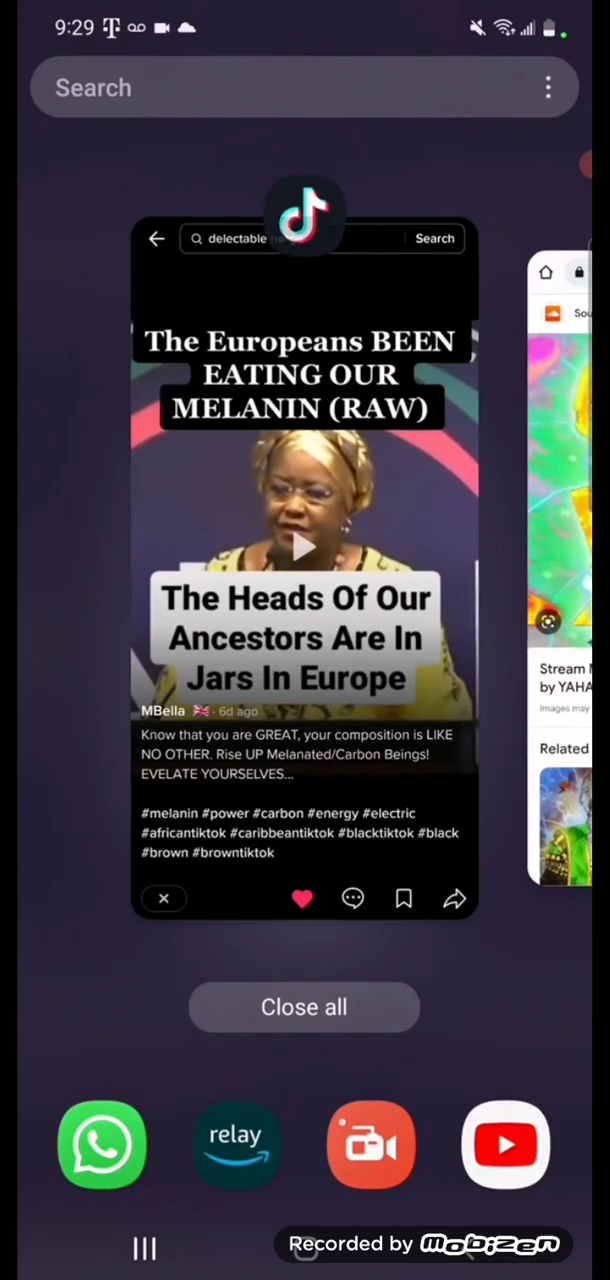 9:29
Search
delectable
Search
The Europeans BEEN
EATING OUR
MELANIN (RAW)
The Heads Of Our
Ancestors Are In
Jars In Europe
MBella 🇬🇧 · 6d ago
Know that you are GREAT, your composition is LIKE
NO OTHER. Rise UP Melanated/Carbon Beings!
EVELATE YOURSELVES...
#melanin #power #carbon #energy #electric
#africantiktok #caribbeantiktok #blacktiktok #black
#brown #browntiktok
Sou
Stream
by YAHA
Images may
Related
Close all
relay
Recorded by mobizen